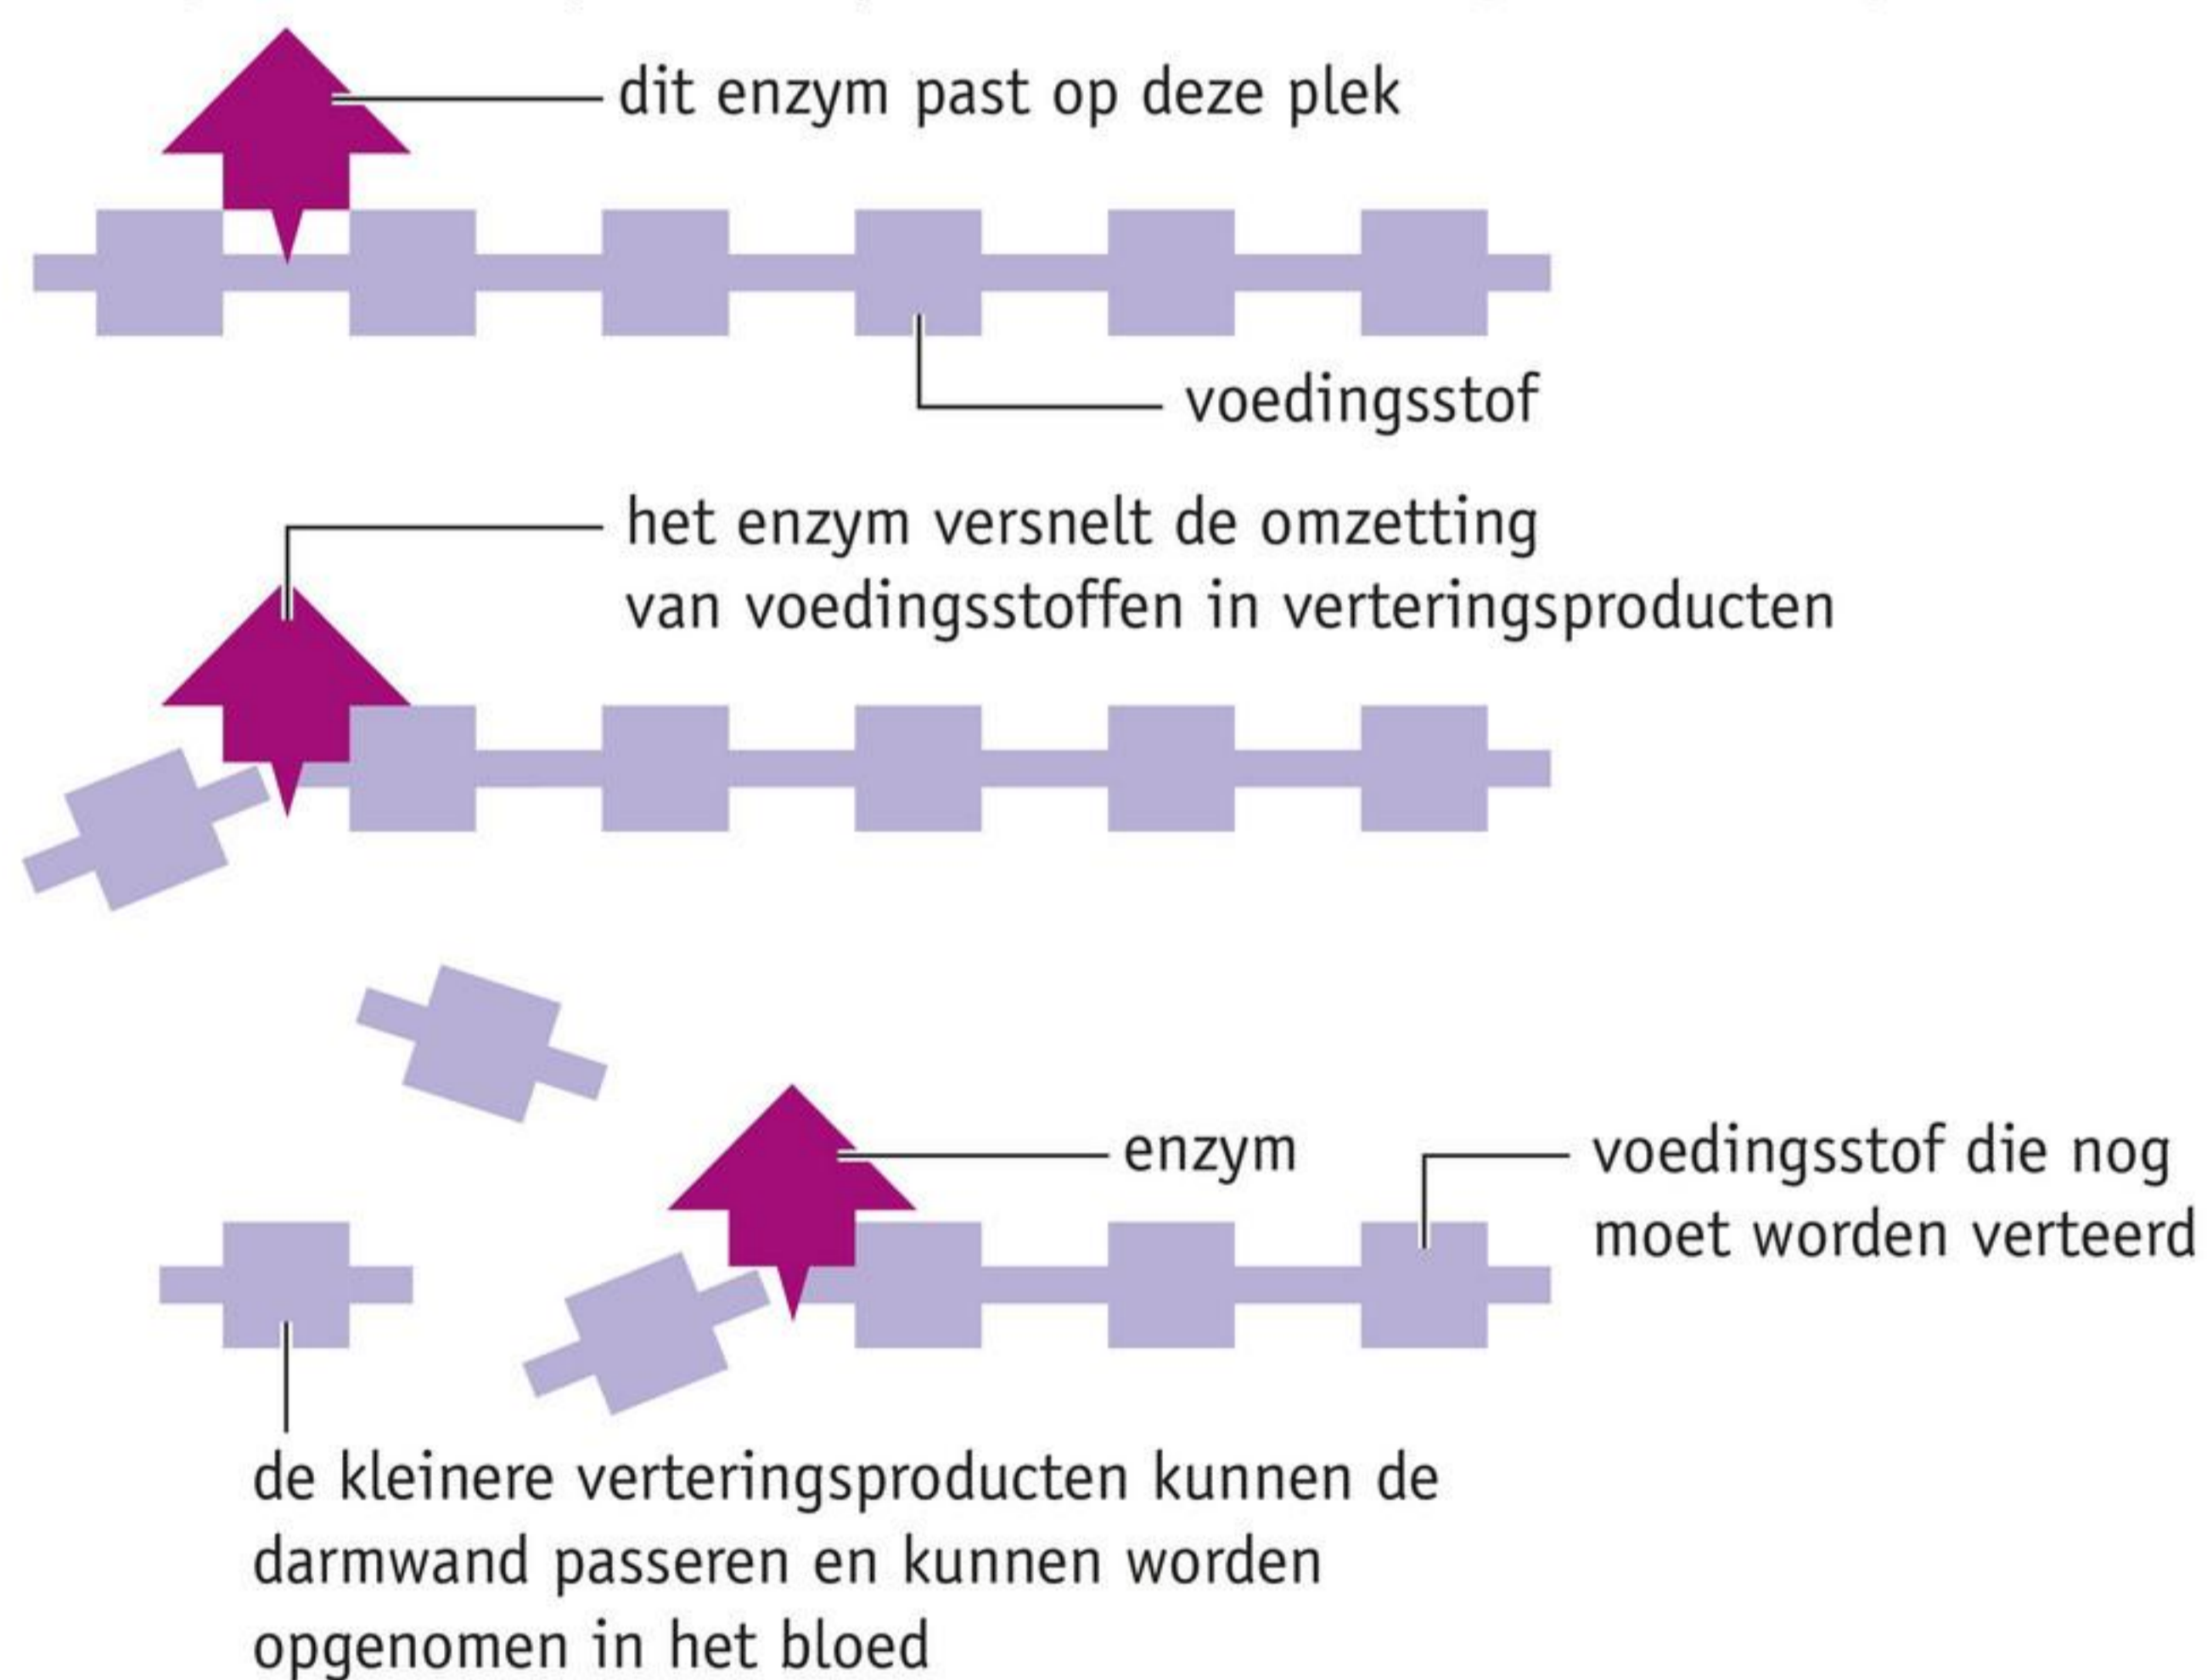 dit enzym past op deze plek
voedingsstof
het enzym versnelt de omzetting
van voedingsstoffen in verteringsproducten
enzym
voedingsstof die nog
moet worden verteerd
de kleinere verteringsproducten kunnen de
darmwand passeren en kunnen worden
opgenomen in het bloed